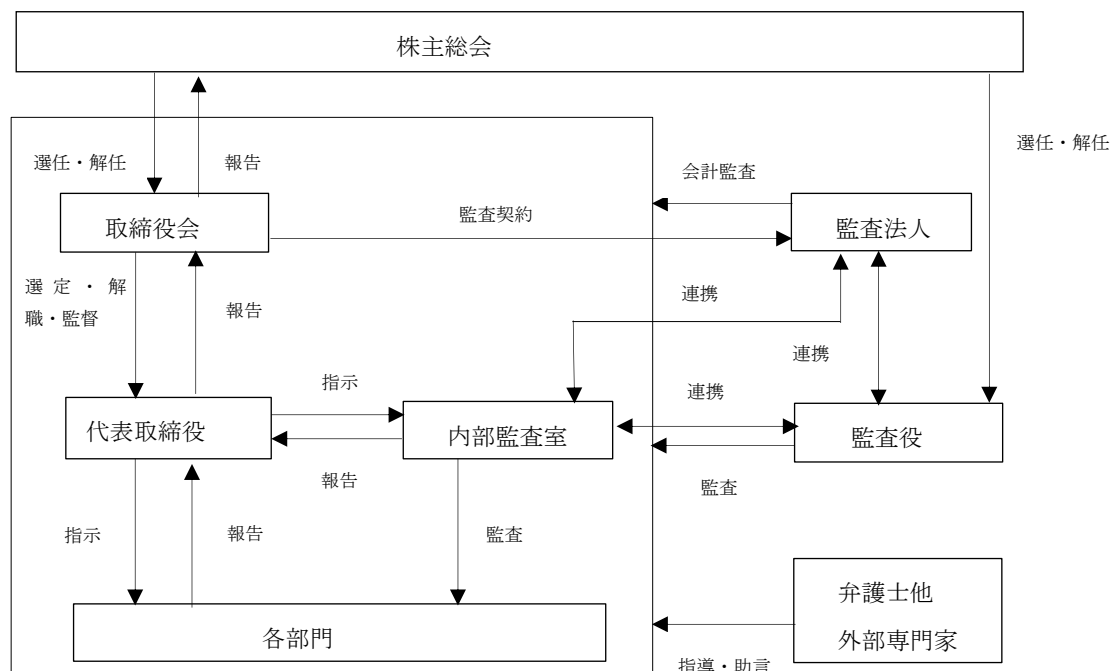 株主総会
選任・解任
報告
選任・解任
会計監査
取締役会
監査契約
監査法人
選定・解
職・監督
報告
連携
連携
指示
連携
代表取締役
内部監査室
監査役
報告
監査
指示
報告
監査
弁護士他
外部専門家
各部門
指導・助言